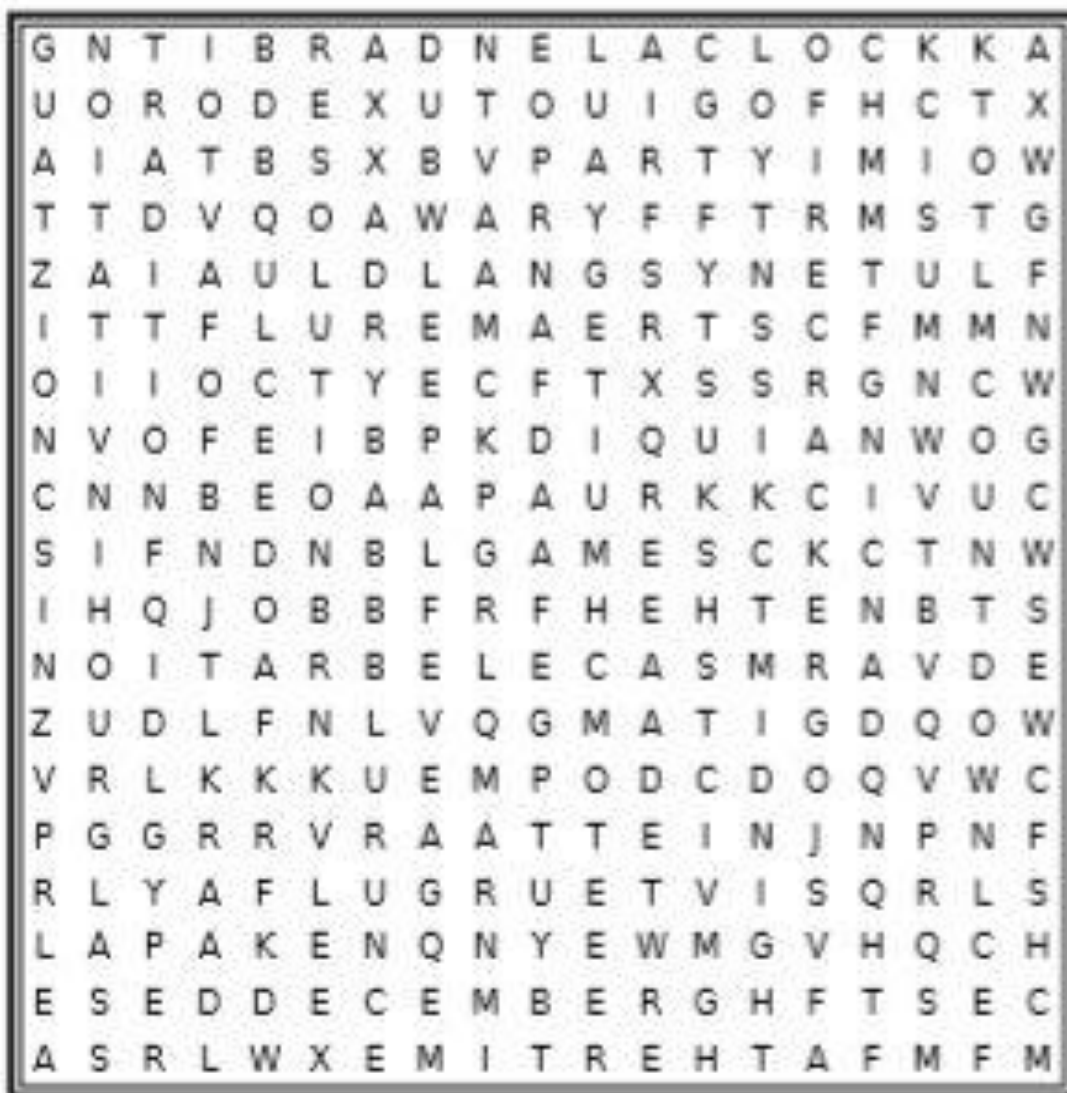 G N T I B R A D N E L A C L O C K K A
U O R O D E X U T O U I G O F H C T X
A I A T B S X B V P A R T Y I M I O W
T T D V Q O A W A R Y F F T R M S T G
Z A I A U L D L A N G S Y N E T U L F
I T T F L U R E M A E R T S C F M M N
O I I O C T Y E C F T X S S R G N C W
N V O F E I B P K D I Q U I A N W O G
C N N B E O A A P A U R K K C I V U C
S I F N D N B L G A M E S C K C T N W
I H Q J O B B F R F H E H T E N B T S
N O I T A R B E L E C A S M R A V D E
Z U D L F N L V Q G M A T I G D Q O W
V R L K K K U E M P O D C D O Q V W C
P G G R R V R A A T T E I N J N P N F
R L Y A F L U G R U E T V I S Q R L S
L A P A K E N Q N Y E W M G V H Q C H
E S E D D E C E M B E R G H F T S E C
A S R L W X E M I T R E H T A F M F M